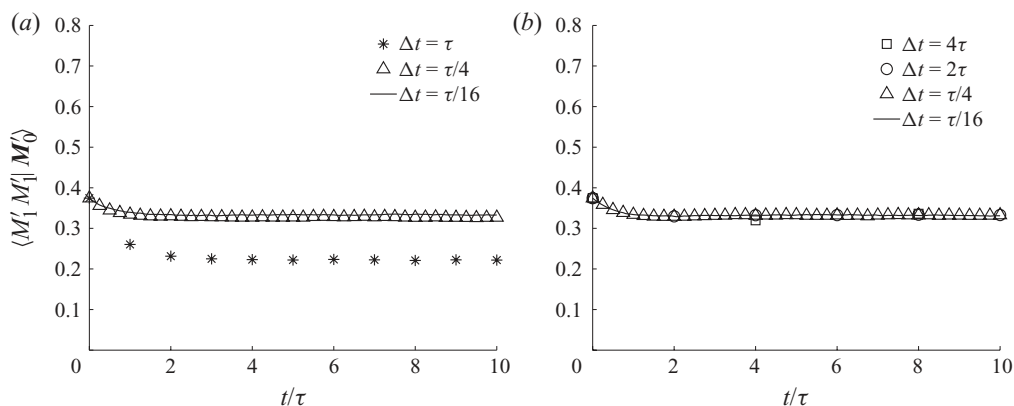 (a)
0.8
0.7
0.6
0.5
0.4
0.3
0.2
0.1
0
2
4
6
8
10
t/τ
⟨M′₁ M′₁| M′₀⟩
Δt = τ
Δt = τ/4
Δt = τ/16
(b)
0.8
0.7
0.6
0.5
0.4
0.3
0.2
0.1
0
2
4
6
8
10
t/τ
Δt = 4τ
Δt = 2τ
Δt = τ/4
Δt = τ/16